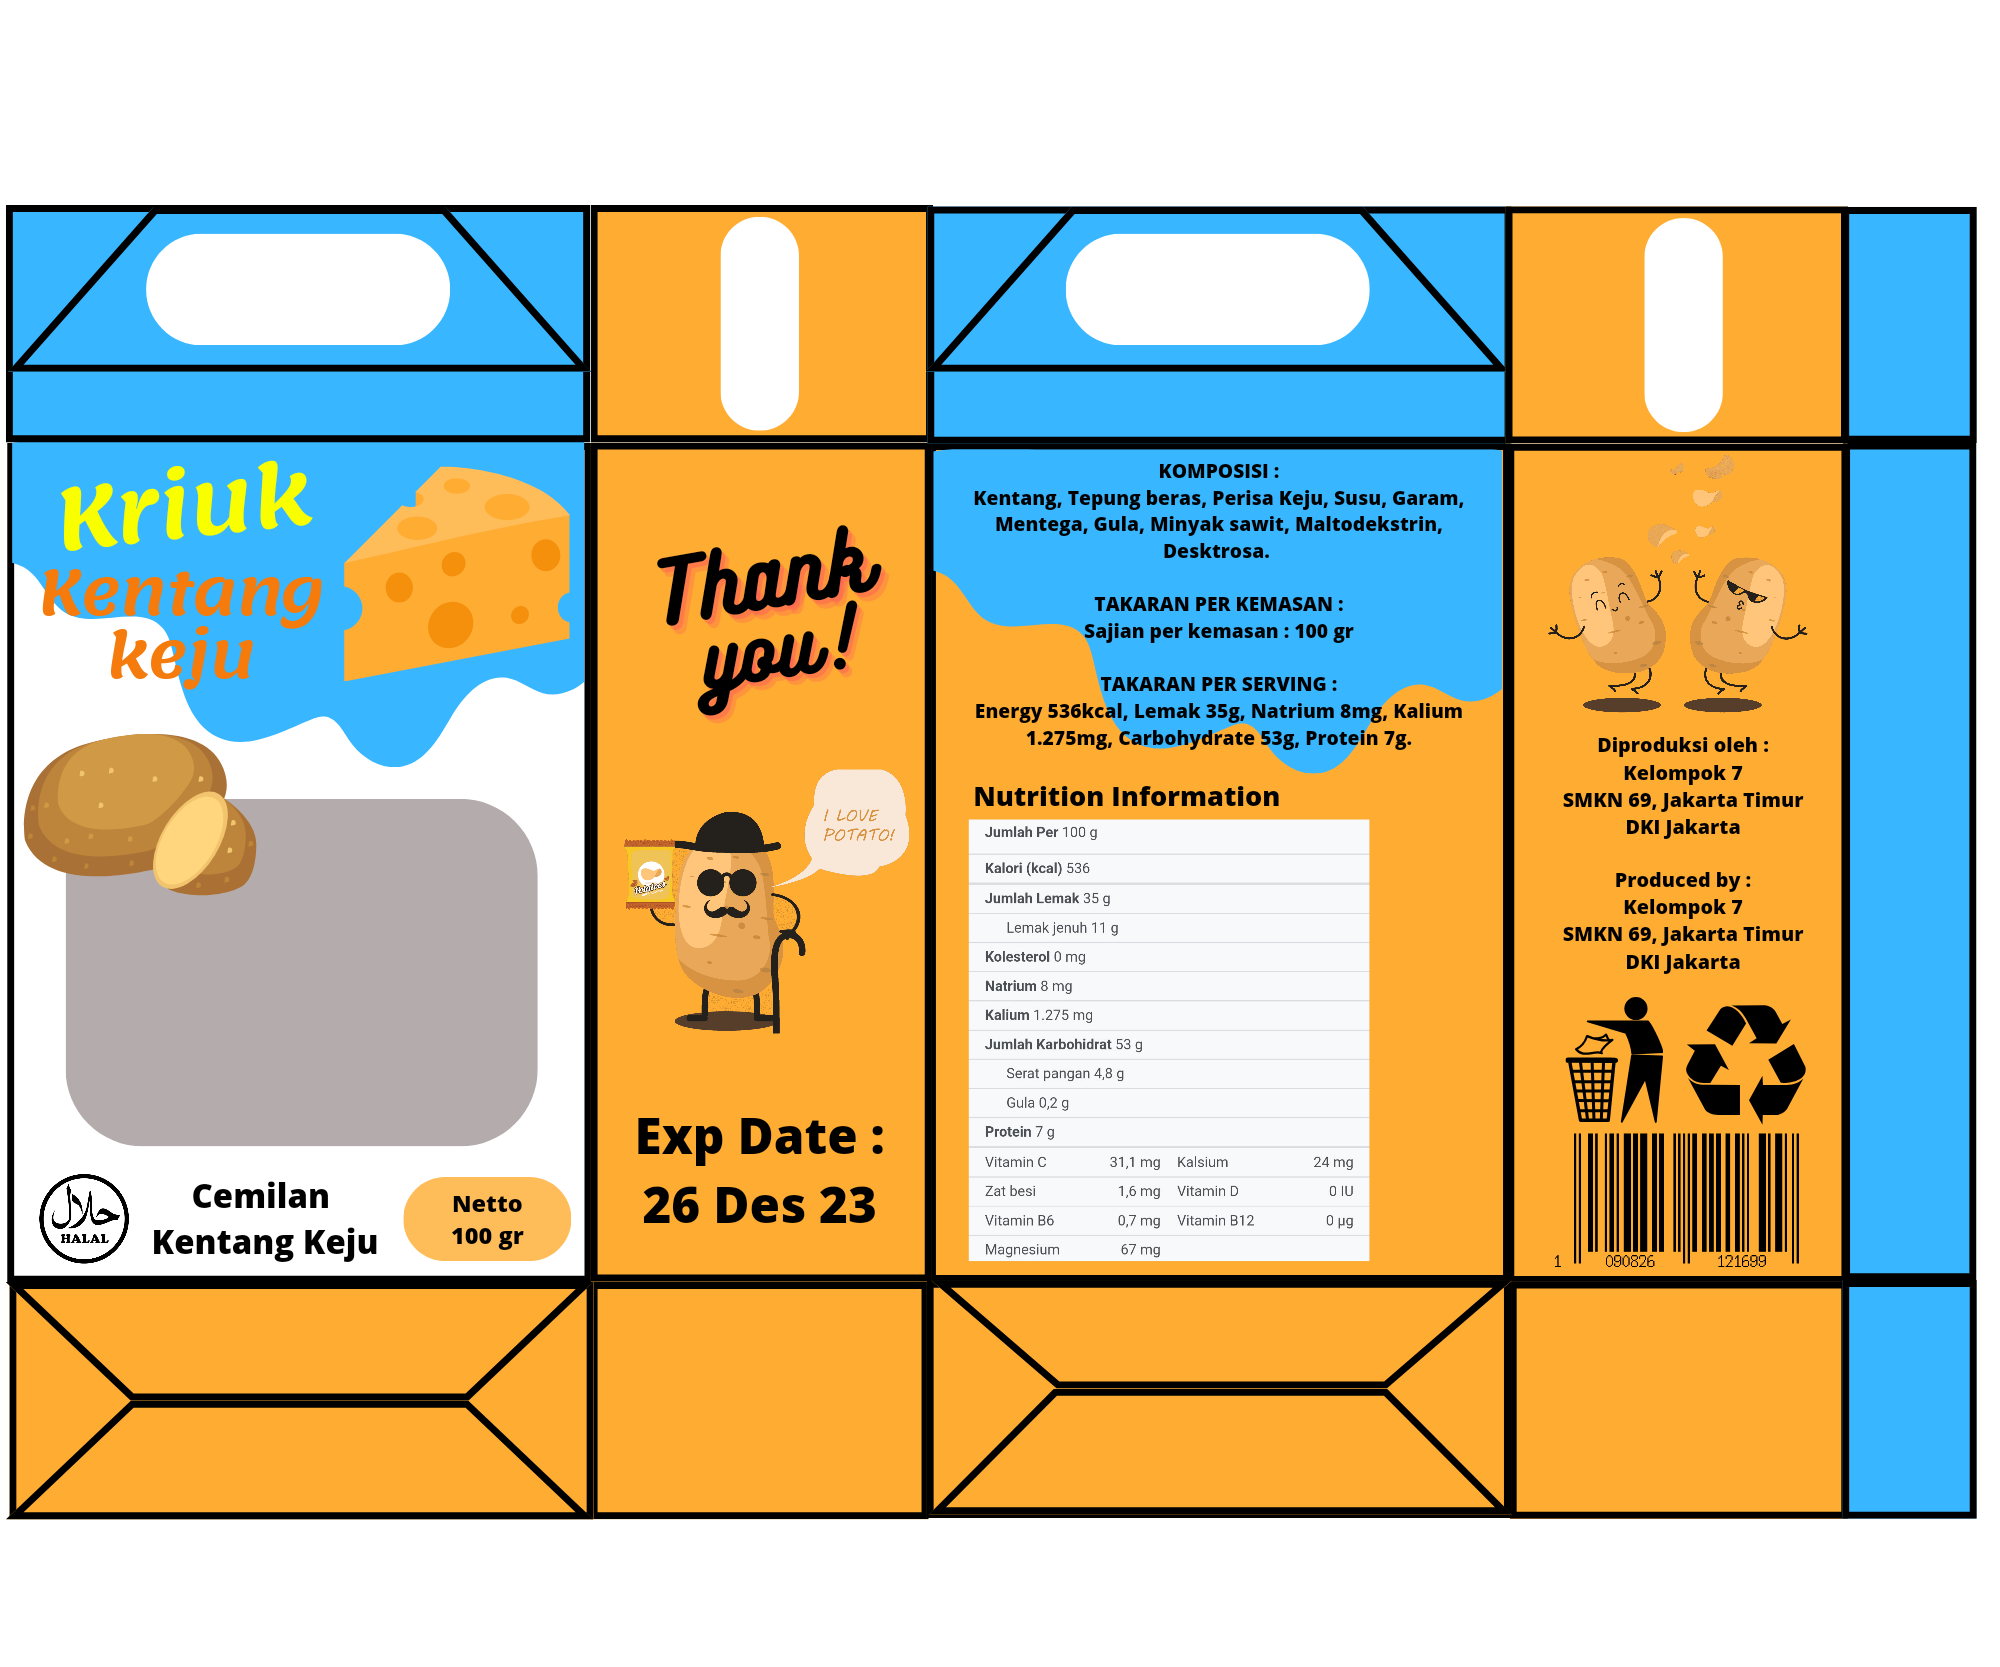 Kriuk
Kentang
keju
حلال
HALAL
Cemilan
Kentang Keju
Netto
100 gr
Thank
you!
I LOVE
POTATO!
Exp Date :
26 Des 23
KOMPOSISI :
Kentang, Tepung beras, Perisa Keju, Susu, Garam,
Mentega, Gula, Minyak sawit, Maltodekstrin,
Desktrosa.
TAKARAN PER KEMASAN :
Sajian per kemasan : 100 gr
TAKARAN PER SERVING :
Energy 536kcal, Lemak 35g, Natrium 8mg, Kalium
1.275mg, Carbohydrate 53g, Protein 7g.
Nutrition Information
Jumlah Per 100 g
Kalori (kcal) 536
Jumlah Lemak 35 g
Lemak jenuh 11 g
Kolesterol 0 mg
Natrium 8 mg
Kalium 1.275 mg
Jumlah Karbohidrat 53 g
Serat pangan 4,8 g
Gula 0,2 g
Protein 7 g
Vitamin C 31,1 mg Kalsium 24 mg
Zat besi 1,6 mg Vitamin D 0 IU
Vitamin B6 0,7 mg Vitamin B12 0 µg
Magnesium 67 mg
Diproduksi oleh :
Kelompok 7
SMKN 69, Jakarta Timur
DKI Jakarta
Produced by :
Kelompok 7
SMKN 69, Jakarta Timur
DKI Jakarta
1 090826 121699